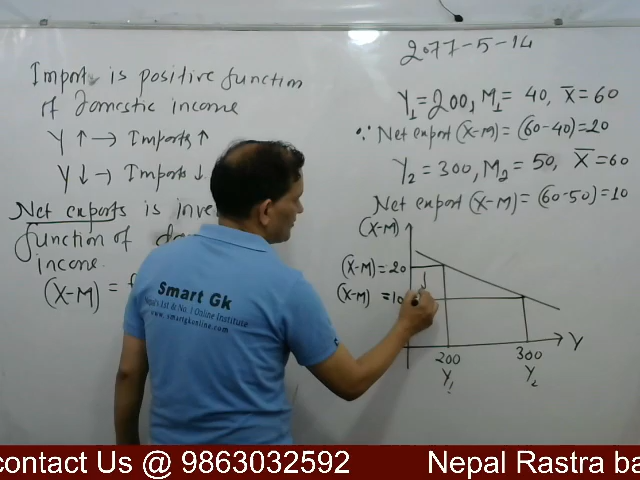 2077-5-14
Import is positive function
of domestic income
Y ↑ → Imports ↑
Y ↓ → Imports ↓
Net exports is inve
function of do
income.
(X-M) = f
Y₁ = 200, M₁ = 40, X̄ = 60
∵ Net export (X-M) = (60-40) = 20
Y₂ = 300, M₂ = 50, X̄ = 60
Net export (X-M) = (60-50) = 10
(X-M)
(X-M) = 20
(X-M) = 10
Y
200
300
Y₁
Y₂
Smart Gk
Nepal's 1st & No. 1 Online Institute
www.smartgkonline.com
contact Us @ 9863032592 Nepal Rastra ba